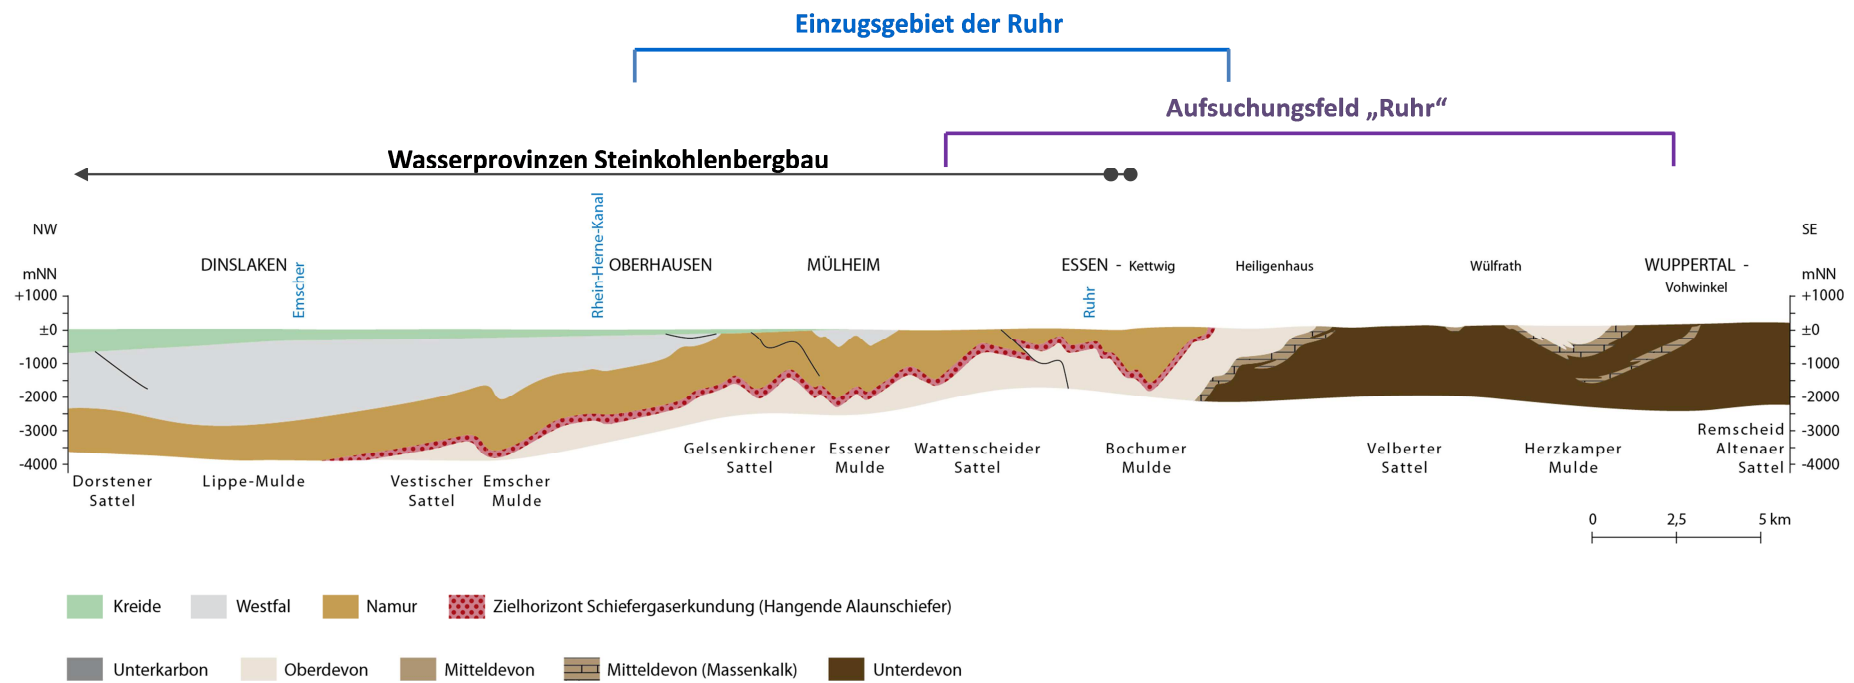 Einzugsgebiet der Ruhr
Aufsuchungsfeld „Ruhr“
Wasserprovinzen Steinkohlenbergbau
NW
SE
DINSLAKEN
Emscher
Rhein-Herne-Kanal
OBERHAUSEN
MÜLHEIM
ESSEN - Kettwig
Ruhr
Heiligenhaus
Wülfrath
WUPPERTAL -
Vohwinkel
mNN
+1000
±0
-1000
-2000
-3000
-4000
mNN
+1000
±0
-1000
-2000
-3000
-4000
Dorstener
Sattel
Lippe-Mulde
Vestischer
Sattel
Emscher
Mulde
Gelsenkirchener
Sattel
Essener
Mulde
Wattenscheider
Sattel
Bochumer
Mulde
Velberter
Sattel
Herzkamper
Mulde
Remscheid
Altenaer
Sattel
0 2,5 5 km
Kreide
Westfal
Namur
Zielhorizont Schiefergaserkundung (Hangende Alaunschiefer)
Unterkarbon
Oberdevon
Mitteldevon
Mitteldevon (Massenkalk)
Unterdevon